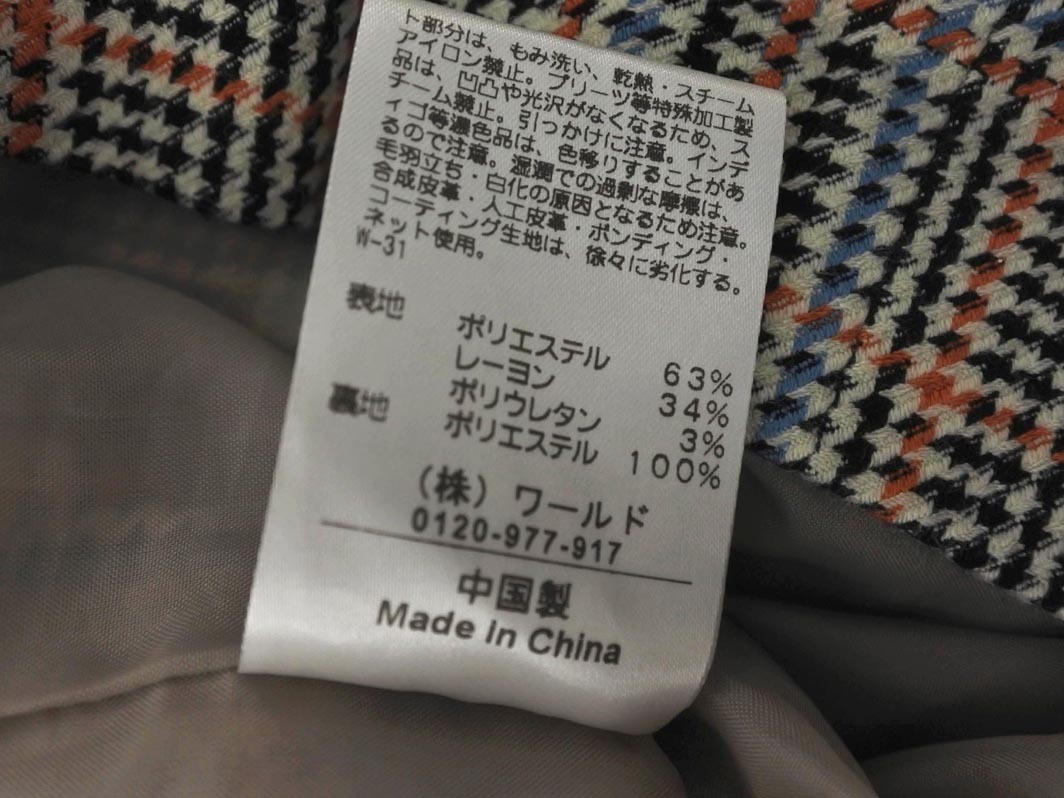 ト部分は、もみ洗い、乾熱・スチーム
アイロン禁止。プリーツ等特殊加工製
品は、凹凸や光沢がなくなるため、ス
チーム禁止。引っかけに注意。インデ
ィゴ等濃色品は、色移りすることがあ
るので注意。湿潤での過剰な摩擦は、
毛羽立ち・白化の原因となるため注意。
合成皮革・人工皮革・ボンディング・
コーティング生地は、徐々に劣化する。
ネット使用。
W-31
表地 ポリエステル 63%
レーヨン 34%
ポリウレタン 3%
裏地 ポリエステル 100%
(株) ワールド
0120-977-917
中国製
Made in China